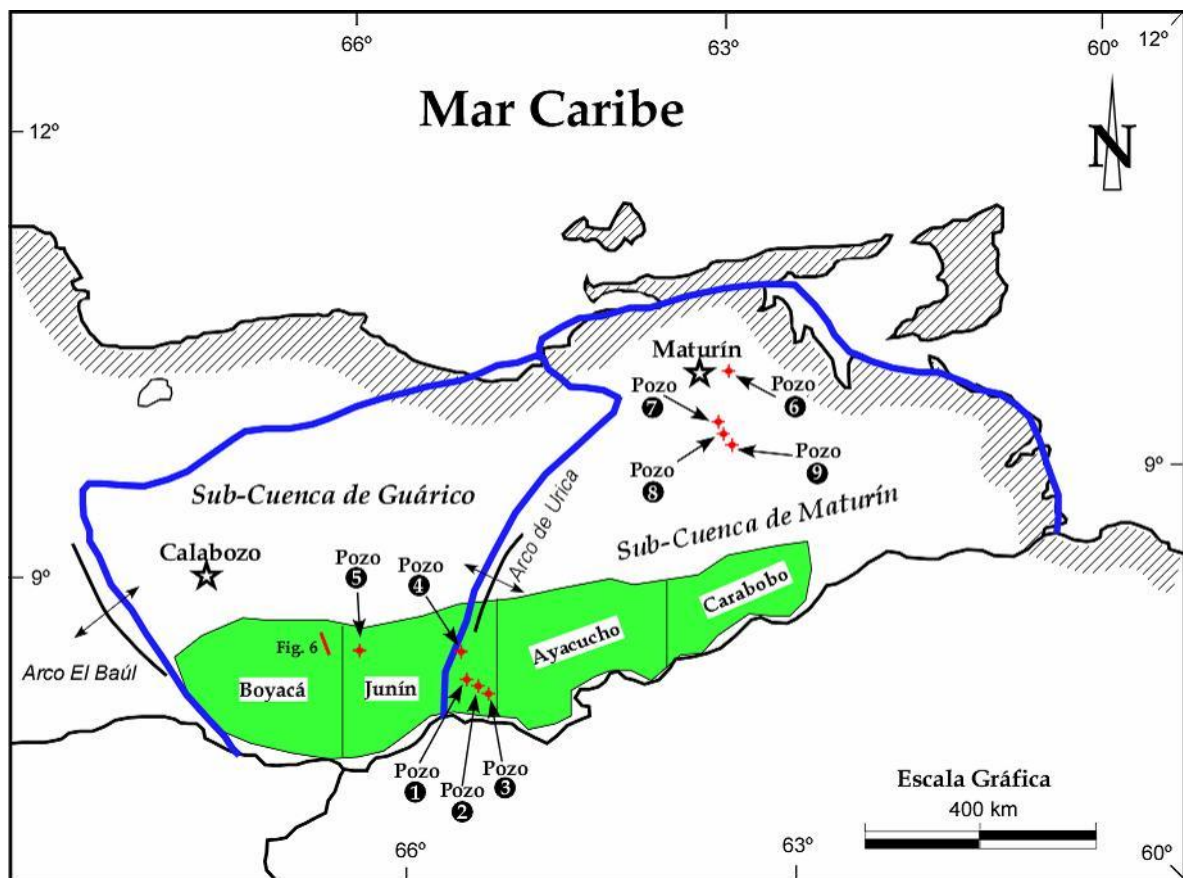 66º
63º
60º
12º
Mar Caribe
12º
N
Maturín
Pozo
7
Pozo
6
Pozo
8
Pozo
9
9º
Sub-Cuenca de Guárico
Arco de Urica
Sub-Cuenca de Maturín
Calabozo
9º
Pozo
5
Pozo
4
Carabobo
Ayacucho
Fig. 6
Arco El Baúl
Boyacá
Junín
Pozo
1
Pozo
2
Pozo
3
Escala Gráfica
400 km
66º
63º
60º